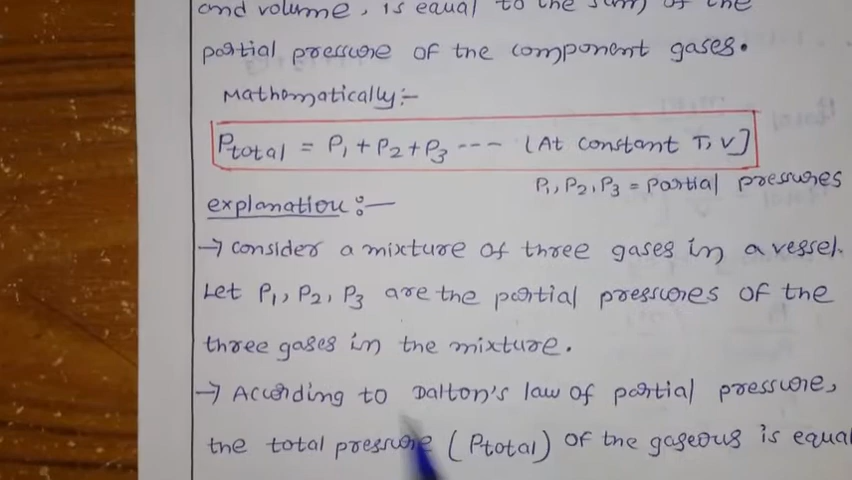 and volume, is equal to the sum of the
partial pressure of the component gases.
Mathematically:-
Ptotal = P1 + P2 + P3 --- [At constant T, V]
P1, P2, P3 = partial pressures
explanation:-
→ consider a mixture of three gases in a vessel.
Let P1, P2, P3 are the partial pressures of the
three gases in the mixture.
→ According to Dalton's law of partial pressure,
the total pressure (Ptotal) of the gaseous is equal